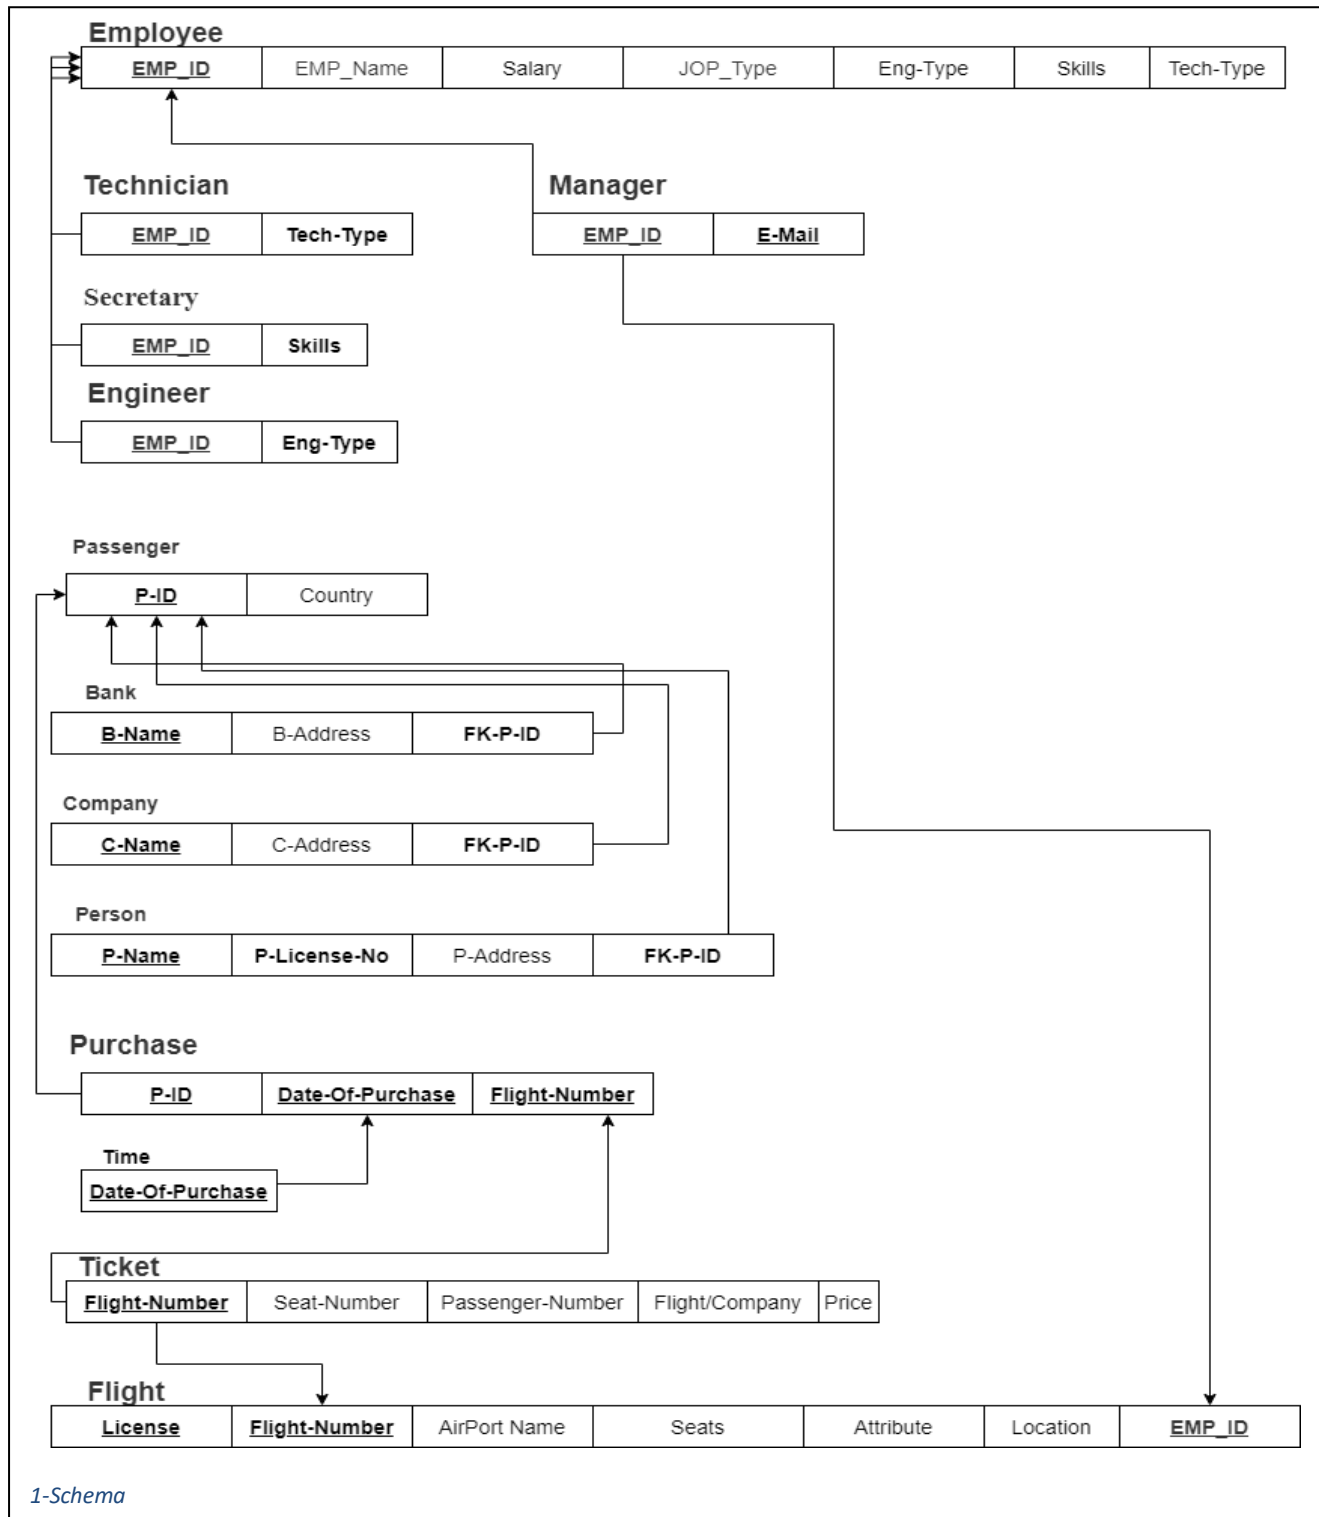 Employee
EMP_ID EMP_Name Salary JOP_Type Eng-Type Skills Tech-Type
Technician Manager
EMP_ID Tech-Type EMP_ID E-Mail
Secretary
EMP_ID Skills
Engineer
EMP_ID Eng-Type
Passenger
P-ID Country
Bank
B-Name B-Address FK-P-ID
Company
C-Name C-Address FK-P-ID
Person
P-Name P-License-No P-Address FK-P-ID
Purchase
P-ID Date-Of-Purchase Flight-Number
Time
Date-Of-Purchase
Ticket
Flight-Number Seat-Number Passenger-Number Flight/Company Price
Flight
License Flight-Number AirPort Name Seats Attribute Location EMP_ID
1-Schema